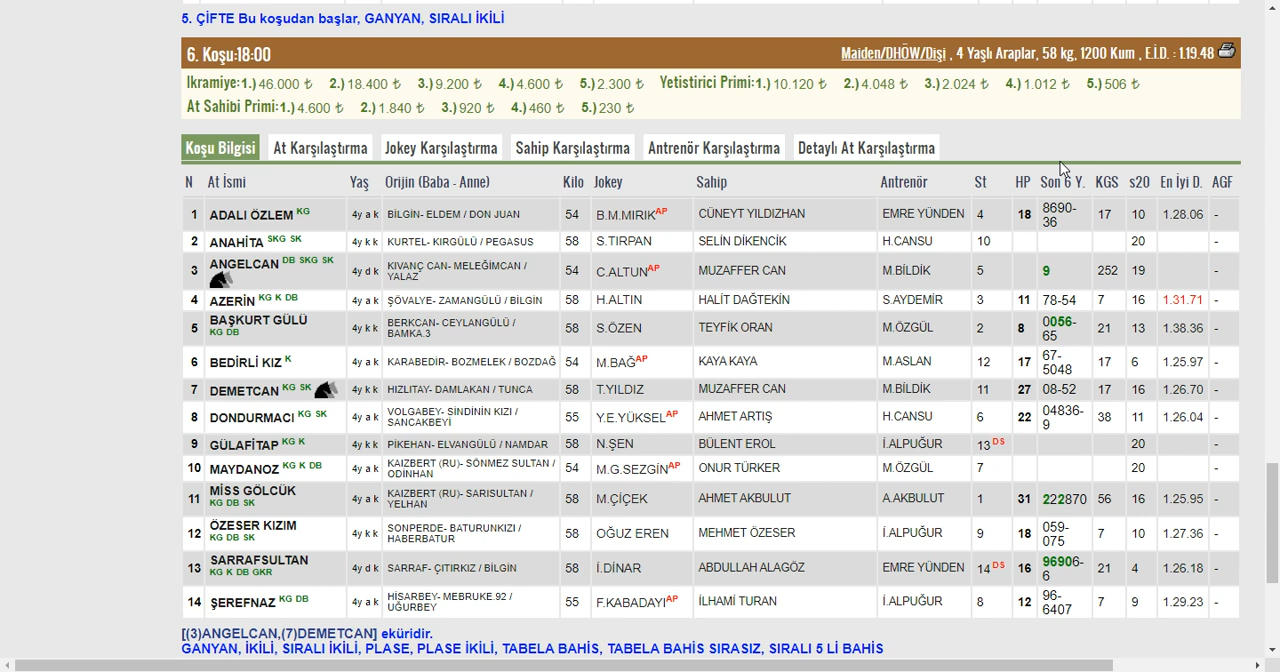 5. ÇİFTE Bu koşudan başlar, GANYAN, SIRALI İKİLİ
6. Koşu:18:00 Maiden/DHÖW/Dişi , 4 Yaşlı Araplar, 58 kg, 1200 Kum , E.İ.D. : 1.19.48
Ikramiye:1.) 46.000 ₺ 2.) 18.400 ₺ 3.) 9.200 ₺ 4.) 4.600 ₺ 5.) 2.300 ₺ Yetistirici Primi:1.) 10.120 ₺ 2.) 4.048 ₺ 3.) 2.024 ₺ 4.) 1.012 ₺ 5.) 506 ₺
At Sahibi Primi:1.) 4.600 ₺ 2.) 1.840 ₺ 3.) 920 ₺ 4.) 460 ₺ 5.) 230 ₺
Koşu Bilgisi At Karşılaştırma Jokey Karşılaştırma Sahip Karşılaştırma Antrenör Karşılaştırma Detaylı At Karşılaştırma
N At İsmi Yaş Orijin (Baba - Anne) Kilo Jokey Sahip Antrenör St HP Son 6 Y. KGS s20 En İyi D. AGF
1 ADALI ÖZLEM KG 4y a k BİLGİN- ELDEM / DON JUAN 54 B.M.MIRIK AP CÜNEYT YILDIZHAN EMRE YÜNDEN 4 18 8690-36 17 10 1.28.06 -
2 ANAHİTA SKG SK 4y k k KURTEL- KIRGÜLÜ / PEGASUS 58 S.TIRPAN SELİN DİKENCİK H.CANSU 10 20 -
3 ANGELCAN DB SKG SK 4y d k KIVANÇ CAN- MELEĞİMCAN / YALAZ 54 C.ALTUN AP MUZAFFER CAN M.BİLDİK 5 9 252 19 -
4 AZERİN KG K DB 4y a k ŞÖVALYE- ZAMANGÜLÜ / BİLGİN 58 H.ALTIN HALİT DAĞTEKİN S.AYDEMİR 3 11 78-54 7 16 1.31.71 -
5 BAŞKURT GÜLÜ KG DB 4y k k BERKCAN- CEYLANGÜLÜ / BAMKA.3 58 S.ÖZEN TEYFİK ORAN M.ÖZGÜL 2 8 0056-65 21 13 1.38.36 -
6 BEDİRLİ KIZ K 4y a k KARABEDİR- BOZMELEK / BOZDAĞ 54 M.BAĞ AP KAYA KAYA M.ASLAN 12 17 67-5048 17 6 1.25.97 -
7 DEMETCAN KG SK 4y k k HIZLITAY- DAMLAKAN / TUNCA 58 T.YILDIZ MUZAFFER CAN M.BİLDİK 11 27 08-52 17 16 1.26.70 -
8 DONDURMACI KG SK 4y a k VOLGABEY- SİNDİNİN KIZI / SANCAKBEYİ 55 Y.E.YÜKSEL AP AHMET ARTIŞ H.CANSU 6 22 04836-9 38 11 1.26.04 -
9 GÜLAFİTAP KG K 4y k k PİKEHAN- ELVANGÜLÜ / NAMDAR 58 N.ŞEN BÜLENT EROL İ.ALPUĞUR 13 DS 20 -
10 MAYDANOZ KG K DB 4y a k KAIZBERT (RU)- SÖNMEZ SULTAN / ODINHAN 54 M.G.SEZGİN AP ONUR TÜRKER M.ÖZGÜL 7 20 -
11 MİSS GÖLCÜK KG DB SK 4y a k KAIZBERT (RU)- SARISULTAN / YELHAN 58 M.ÇİÇEK AHMET AKBULUT A.AKBULUT 1 31 222870 56 16 1.25.95 -
12 ÖZESER KIZIM KG DB SK 4y k k SONPERDE- BATURUNKIZI / HABERBATUR 58 OĞUZ EREN MEHMET ÖZESER İ.ALPUĞUR 9 18 059-075 7 10 1.27.36 -
13 SARRAFSULTAN KG K DB GKR 4y d k SARRAF- ÇITIRKIZ / BİLGİN 58 İ.DİNAR ABDULLAH ALAGÖZ EMRE YÜNDEN 14 DS 16 96906-6 21 4 1.26.18 -
14 ŞEREFNAZ KG DB 4y a k HİSARBEY- MEBRUKE.92 / UĞURBEY 55 F.KABADAYI AP İLHAMİ TURAN İ.ALPUĞUR 8 12 96-6407 7 9 1.29.23 -
[(3)ANGELCAN,(7)DEMETCAN] eküridir.
GANYAN, İKİLİ, SIRALI İKİLİ, PLASE, PLASE İKİLİ, TABELA BAHİS, TABELA BAHİS SIRASIZ, SIRALI 5 Lİ BAHİS